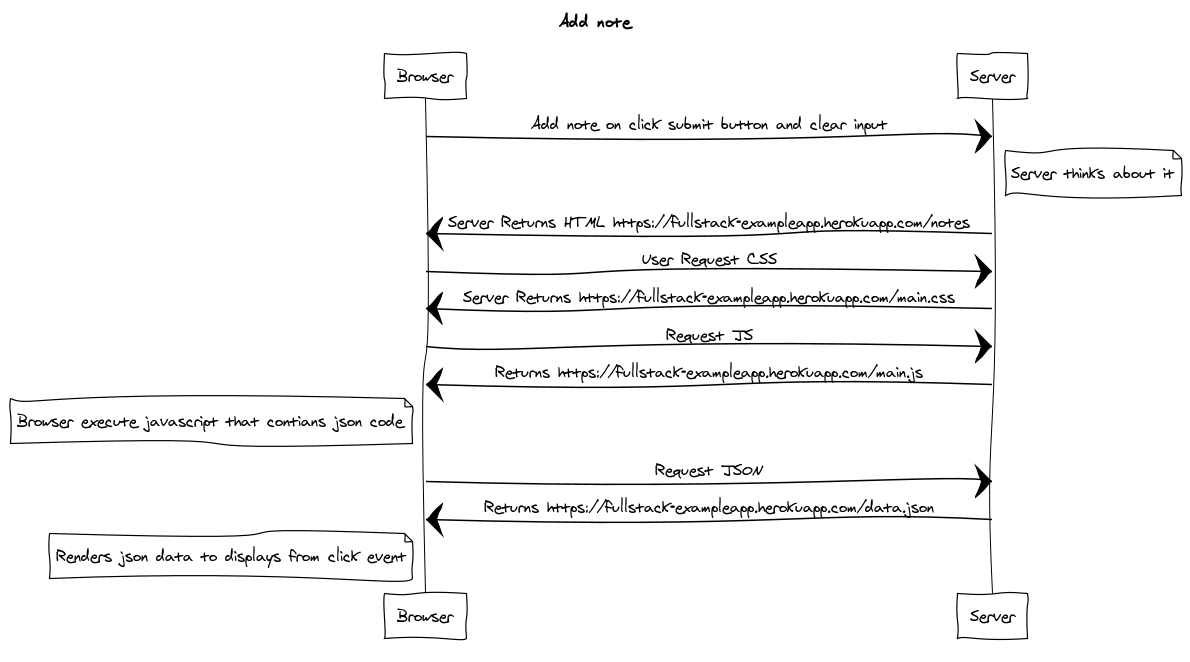 Add note
Browser
Server
Add note on click submit button and clear input
Server thinks about it
Server Returns HTML https://fullstack-exampleapp.herokuapp.com/notes
User Request CSS
Server Returns https://fullstack-exampleapp.herokuapp.com/main.css
Request JS
Returns https://fullstack-exampleapp.herokuapp.com/main.js
Browser execute javascript that contians json code
Request JSON
Returns https://fullstack-exampleapp.herokuapp.com/data.json
Renders json data to displays from click event
Browser
Server